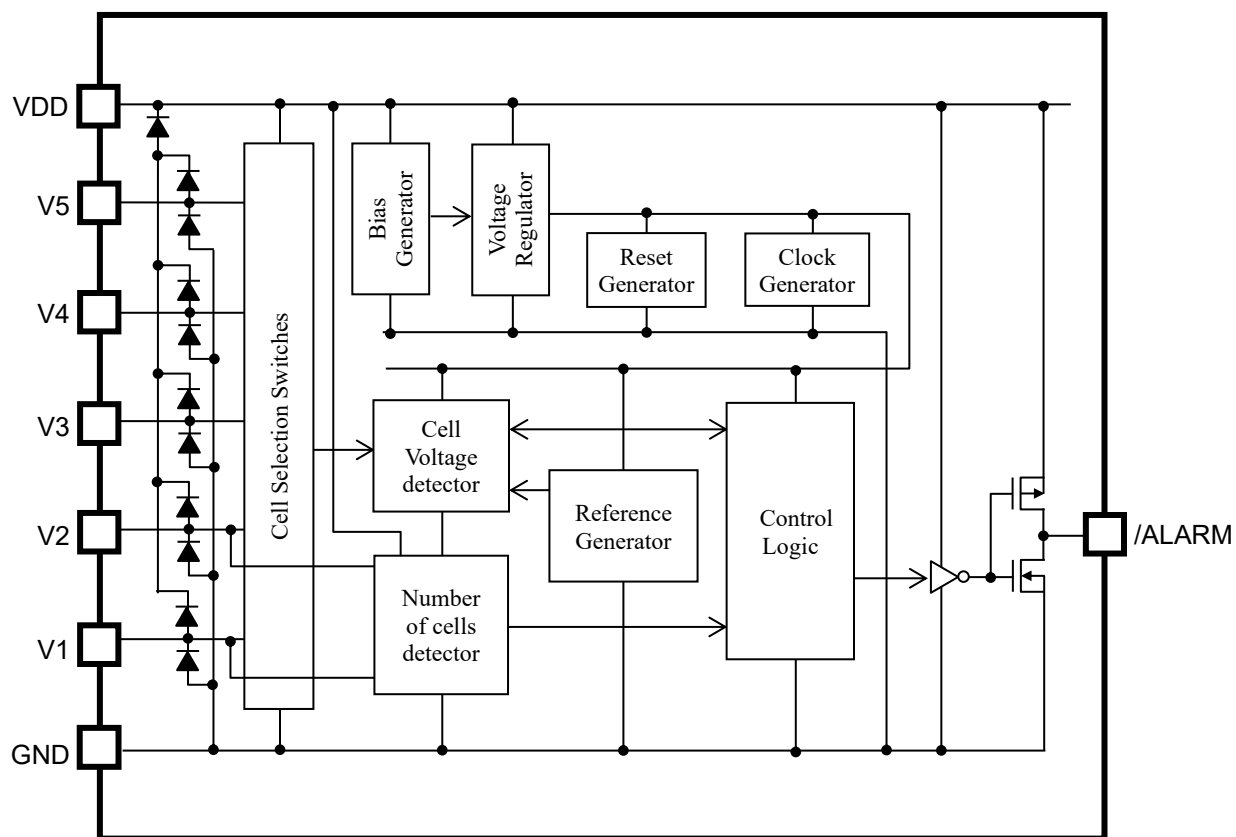 VDD
V5
V4
V3
V2
V1
GND
Cell Selection Switches
Bias
Generator
Voltage
Regulator
Reset
Generator
Clock
Generator
Cell
Voltage
detector
Reference
Generator
Number
of cells
detector
Control
Logic
/ALARM